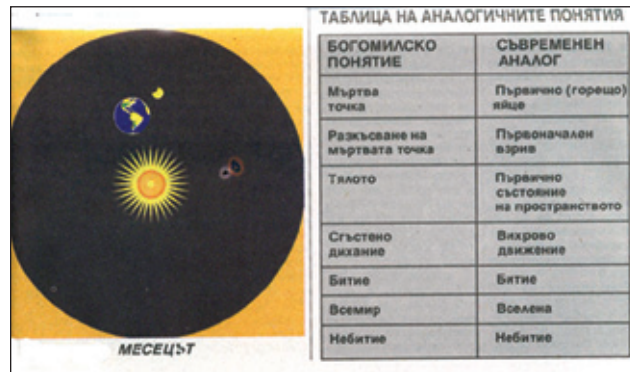 ТАБЛИЦА НА АНАЛОГИЧНИТЕ ПОНЯТИЯ
БОГОМИЛСКО
ПОНЯТИЕ
СЪВРЕМЕНЕН
АНАЛОГ
Мъртва
точка
Първично (горещо)
яйце
Разкъсване на
мъртвата точка
Първоначален
взрив
Тялото
Първично
състояние
на пространството
Сгъстено
дихание
Вихрово
движение
Битие
Битие
Всемир
Вселена
Небитие
Небитие
МЕСЕЦЪТ